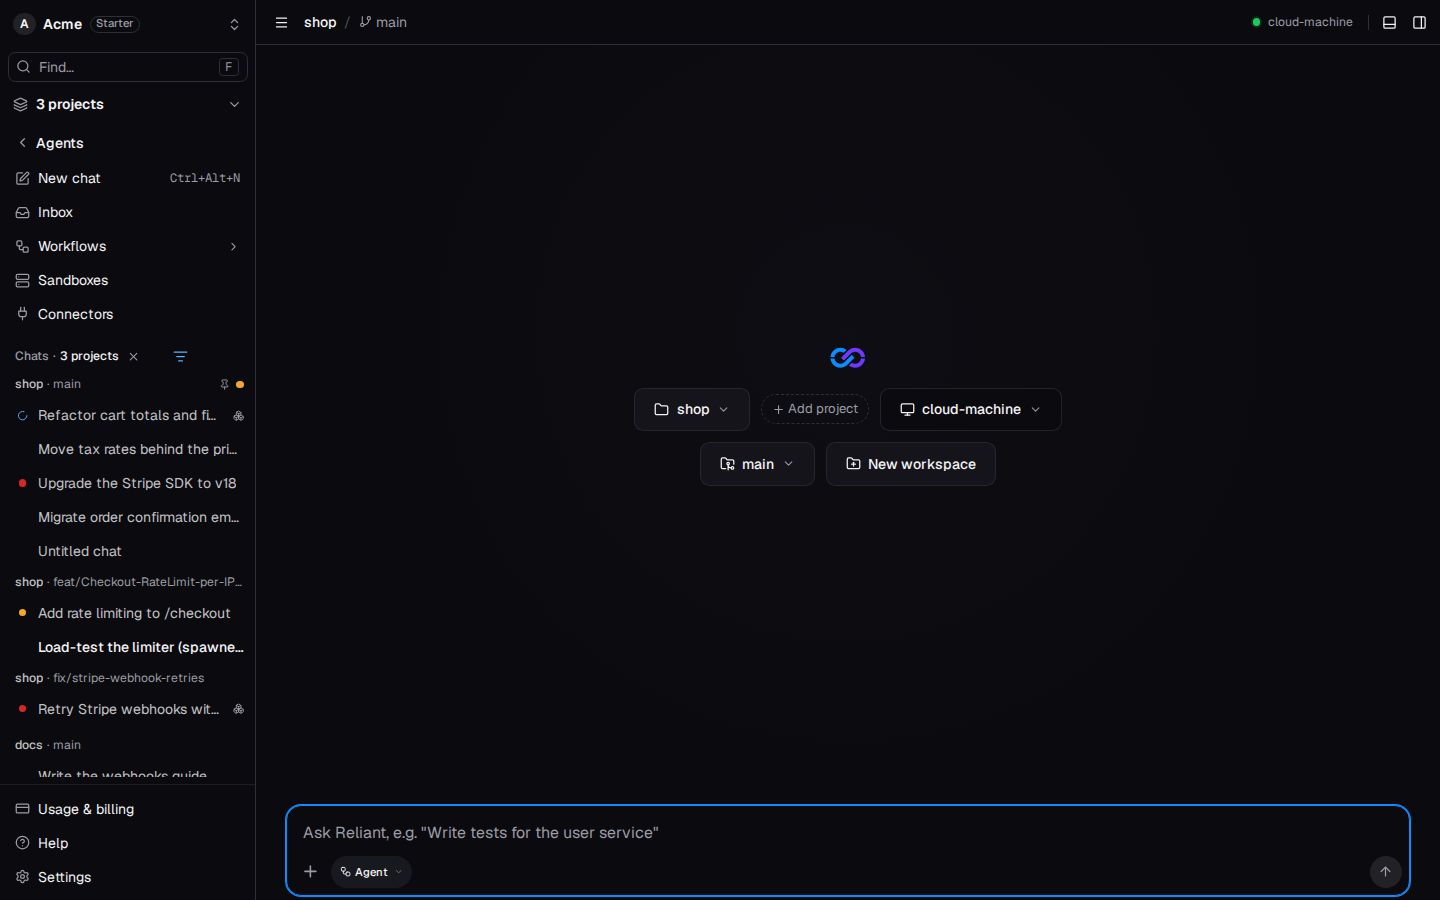 A Acme Starter
Find... F
3 projects
Agents
New chat Ctrl+Alt+N
Inbox
Workflows
Sandboxes
Connectors
Chats · 3 projects
shop · main
Refactor cart totals and fi...
Move tax rates behind the pri...
Upgrade the Stripe SDK to v18
Migrate order confirmation em...
Untitled chat
shop · feat/Checkout-RateLimit-per-IP...
Add rate limiting to /checkout
Load-test the limiter (spawne...
shop · fix/stripe-webhook-retries
Retry Stripe webhooks wit...
docs · main
Write the webhooks guide
Usage & billing
Help
Settings
shop / main
cloud-machine
shop
Add project
cloud-machine
main
New workspace
Ask Reliant, e.g. "Write tests for the user service"
Agent